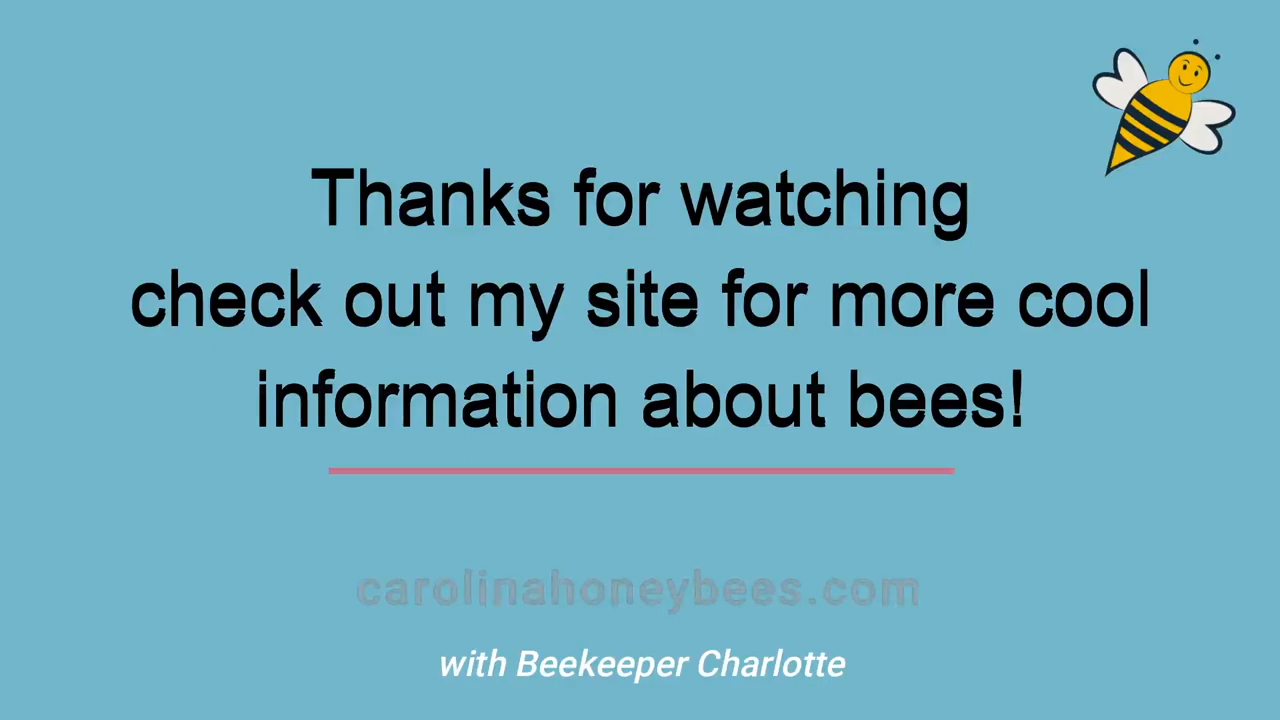 Thanks for watching
check out my site for more cool
information about bees!
carolinahoneybees.com
with Beekeeper Charlotte